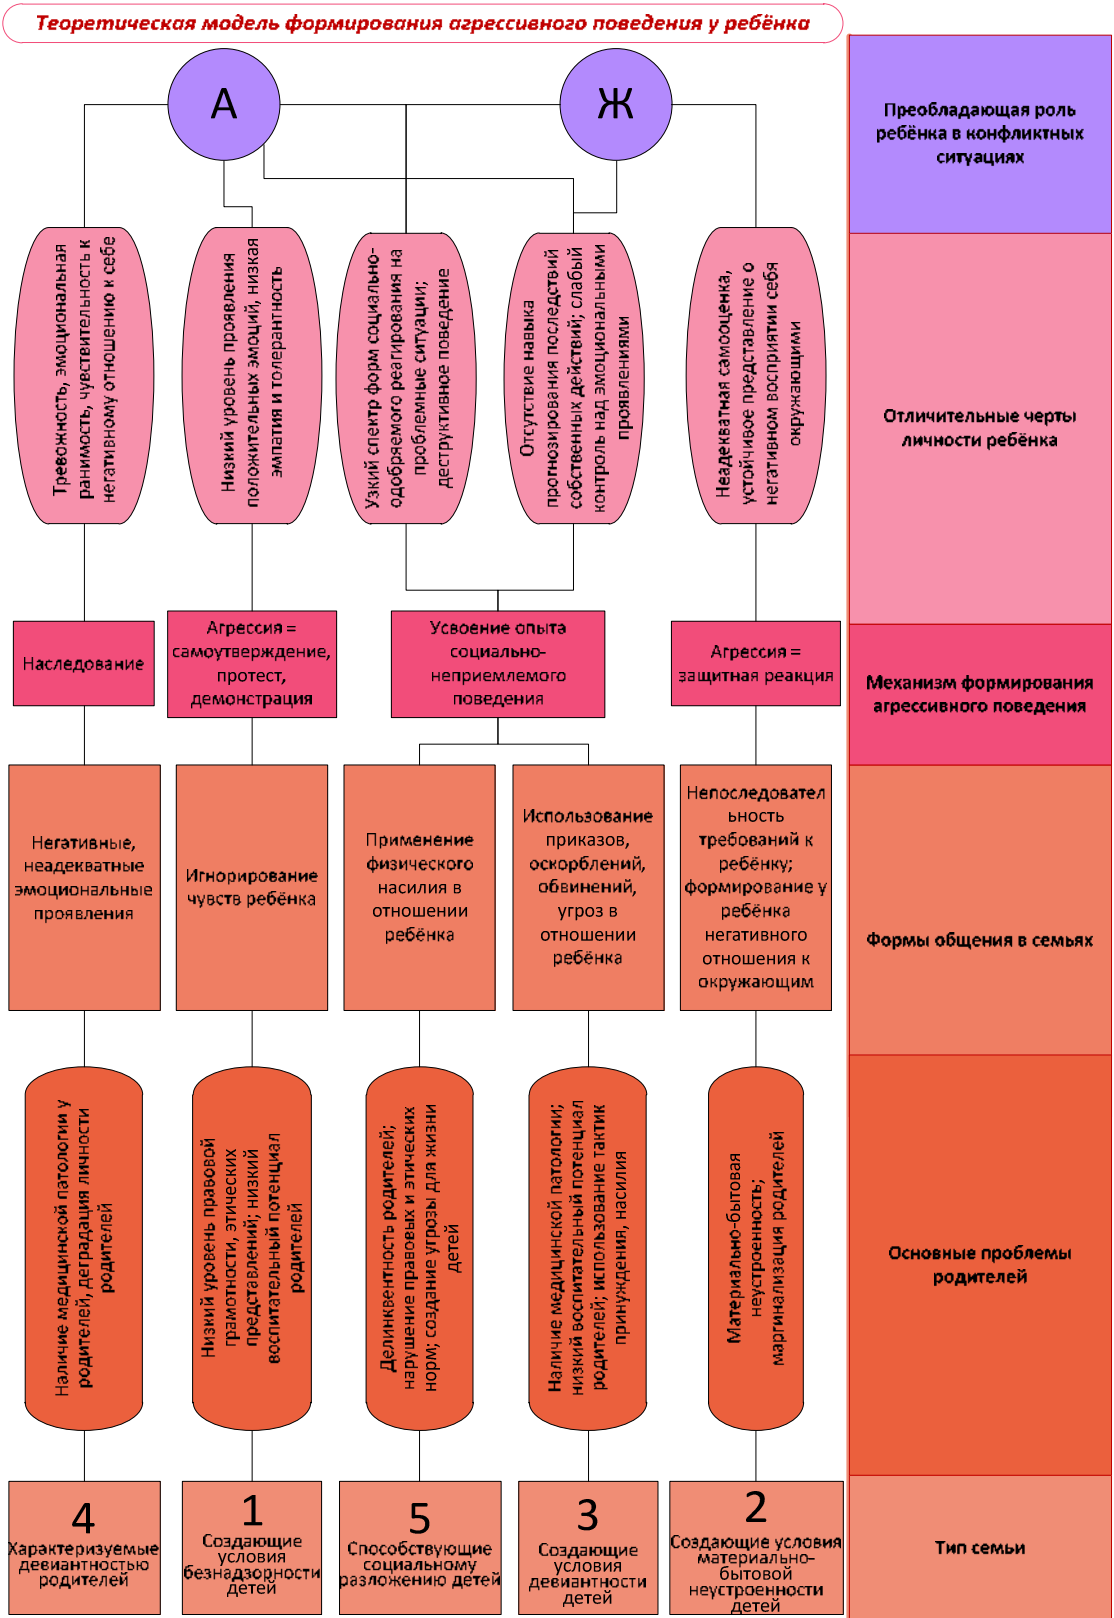 Теоретическая модель формирования агрессивного поведения у ребёнка
А
Ж
Преобладающая роль
ребёнка в конфликтных
ситуациях
Тревожность, эмоциональная
ранимость, чувствительность к
негативному отношению к себе
Низкий уровень проявления
положительных эмоций, низкая
эмпатия и толерантность
Узкий спектр форм социально-
одобряемого реагирования на
проблемные ситуации;
деструктивное поведение
Отсутствие навыка
прогнозирования последствий
собственных действий; слабый
контроль над эмоциональными
проявлениями
Неадекватная самооценка,
устойчивое представление о
негативном восприятии себя
окружающими
Отличительные черты
личности ребёнка
Наследование
Агрессия =
самоутверждение,
протест,
демонстрация
Усвоение опыта
социально-
неприемлемого
поведения
Агрессия =
защитная реакция
Механизм формирования
агрессивного поведения
Негативные,
неадекватные
эмоциональные
проявления
Игнорирование
чувств ребёнка
Применение
физического
насилия в
отношении
ребёнка
Использование
приказов,
оскорблений,
обвинений,
угроз в
отношении
ребёнка
Непоследовател
ьность
требований к
ребёнку;
формирование у
ребёнка
негативного
отношения к
окружающим
Формы общения в семьях
Наличие медицинской патологии у
родителей, деградация личности
родителей
Низкий уровень правовой
грамотности, этических
представлений; низкий
воспитательный потенциал
родителей
Делинквентность родителей;
нарушение правовых и этических
норм; создание угрозы для жизни
детей
Наличие медицинской патологии;
низкий воспитательный потенциал
родителей; использование тактик
принуждения, насилия
Материально-бытовая
неустроенность;
маргинализация родителей
Основные проблемы
родителей
4
Характеризуемые
девиантностью
родителей
1
Создающие
условия
безнадзорности
детей
5
Способствующие
социальному
разложению детей
3
Создающие
условия
девиантности
детей
2
Создающие условия
материально-
бытовой
неустроенности
детей
Тип семьи